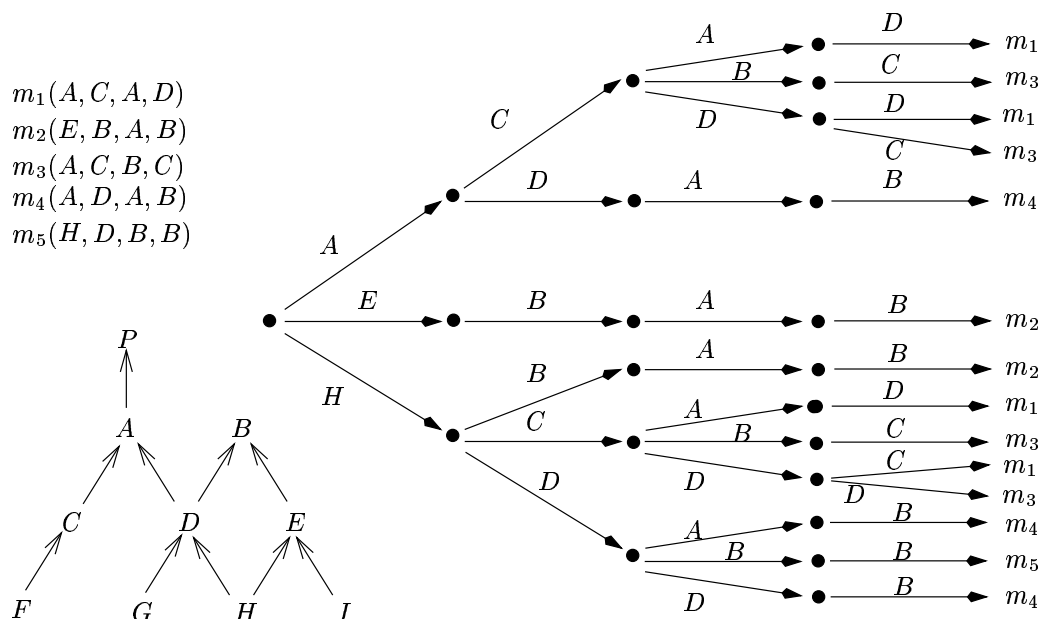 m₁(A, C, A, D)
m₂(E, B, A, B)
m₃(A, C, B, C)
m₄(A, D, A, B)
m₅(H, D, B, B)
A D m₁
B C m₃
C
D D m₁
C m₃
D A B m₄
A
E B A B m₂
B A B m₂
H
C A D m₁
B C m₃
D C m₁
D m₃
D
A B m₄
B B m₅
D B m₄
P
A B
C D E
F G H I